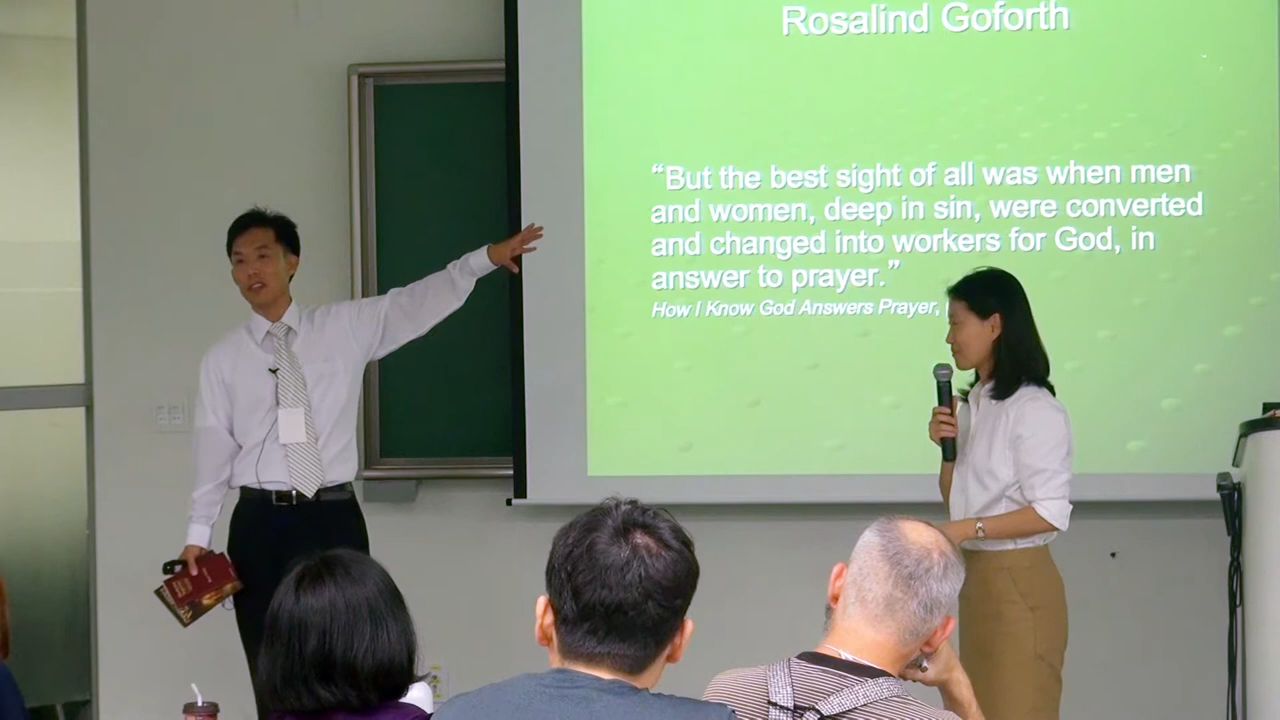 Rosalind Goforth
“But the best sight of all was when men
and women, deep in sin, were converted
and changed into workers for God, in
answer to prayer.”
How I Know God Answers Prayer,